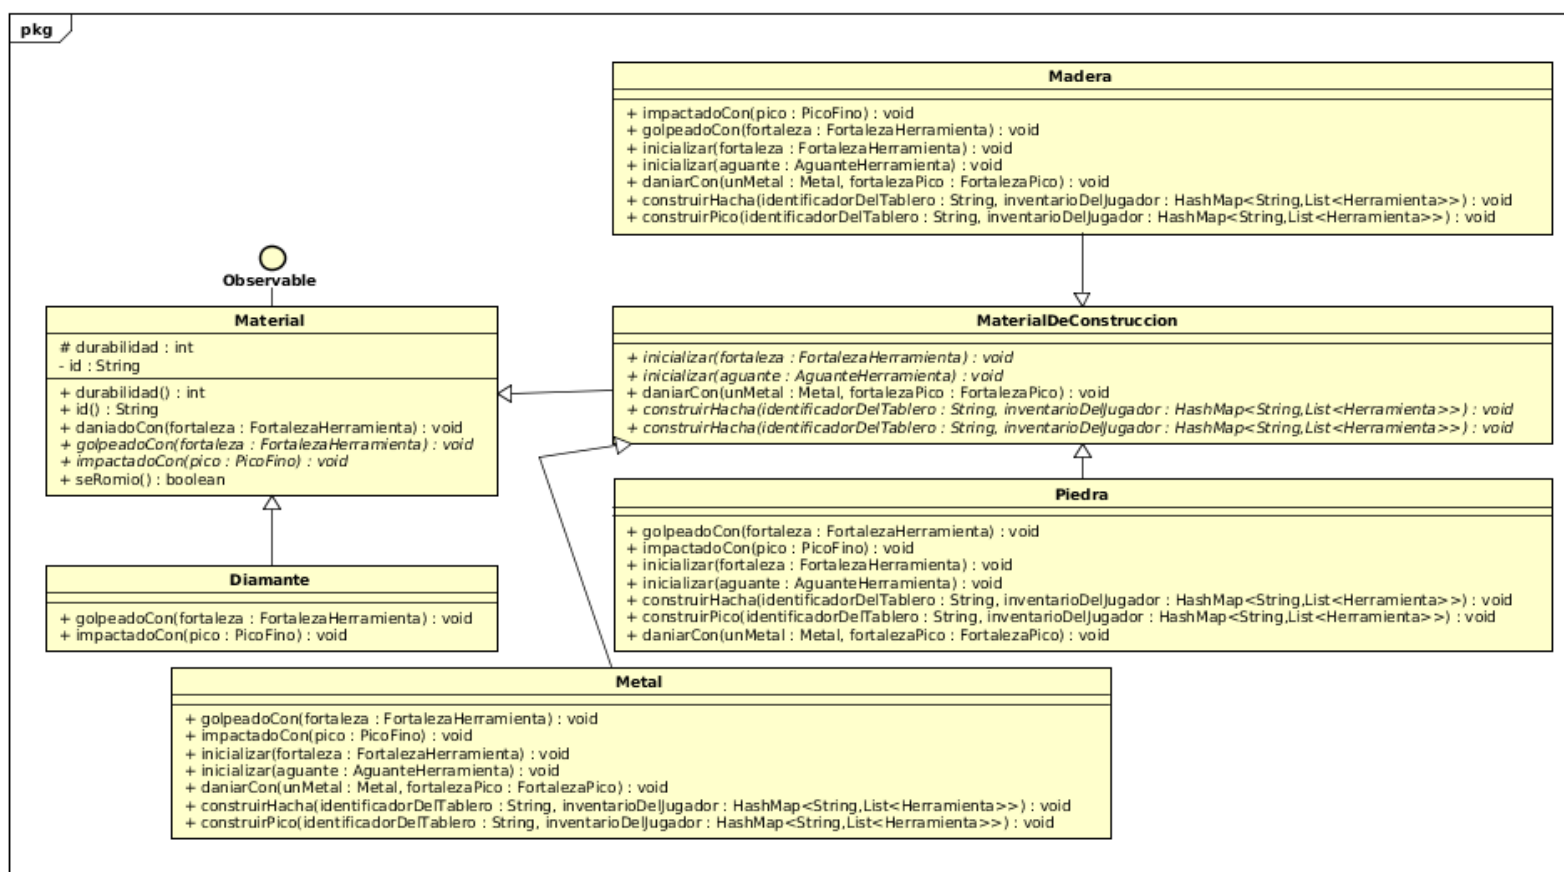 pkg
Madera
+ impactadoCon(pico : PicoFino) : void
+ golpeadoCon(fortaleza : FortalezaHerramienta) : void
+ inicializar(fortaleza : FortalezaHerramienta) : void
+ inicializar(aguante : AguanteHerramienta) : void
+ daniarCon(unMetal : Metal, fortalezaPico : FortalezaPico) : void
+ construirHacha(identificadorDelTablero : String, inventarioDelJugador : HashMap<String,List<Herramienta>>) : void
+ construirPico(identificadorDelTablero : String, inventarioDelJugador : HashMap<String,List<Herramienta>>) : void
Observable
Material
# durabilidad : int
- id : String
+ durabilidad() : int
+ id() : String
+ daniadoCon(fortaleza : FortalezaHerramienta) : void
+ golpeadoCon(fortaleza : FortalezaHerramienta) : void
+ impactadoCon(pico : PicoFino) : void
+ seRomio() : boolean
MaterialDeConstruccion
+ inicializar(fortaleza : FortalezaHerramienta) : void
+ inicializar(aguante : AguanteHerramienta) : void
+ daniarCon(unMetal : Metal, fortalezaPico : FortalezaPico) : void
+ construirHacha(identificadorDelTablero : String, inventarioDelJugador : HashMap<String,List<Herramienta>>) : void
+ construirHacha(identificadorDelTablero : String, inventarioDelJugador : HashMap<String,List<Herramienta>>) : void
Piedra
+ golpeadoCon(fortaleza : FortalezaHerramienta) : void
+ impactadoCon(pico : PicoFino) : void
+ inicializar(fortaleza : FortalezaHerramienta) : void
+ inicializar(aguante : AguanteHerramienta) : void
+ construirHacha(identificadorDelTablero : String, inventarioDelJugador : HashMap<String,List<Herramienta>>) : void
+ construirPico(identificadorDelTablero : String, inventarioDelJugador : HashMap<String,List<Herramienta>>) : void
+ daniarCon(unMetal : Metal, fortalezaPico : FortalezaPico) : void
Diamante
+ golpeadoCon(fortaleza : FortalezaHerramienta) : void
+ impactadoCon(pico : PicoFino) : void
Metal
+ golpeadoCon(fortaleza : FortalezaHerramienta) : void
+ impactadoCon(pico : PicoFino) : void
+ inicializar(fortaleza : FortalezaHerramienta) : void
+ inicializar(aguante : AguanteHerramienta) : void
+ daniarCon(unMetal : Metal, fortalezaPico : FortalezaPico) : void
+ construirHacha(identificadorDelTablero : String, inventarioDelJugador : HashMap<String,List<Herramienta>>) : void
+ construirPico(identificadorDelTablero : String, inventarioDelJugador : HashMap<String,List<Herramienta>>) : void